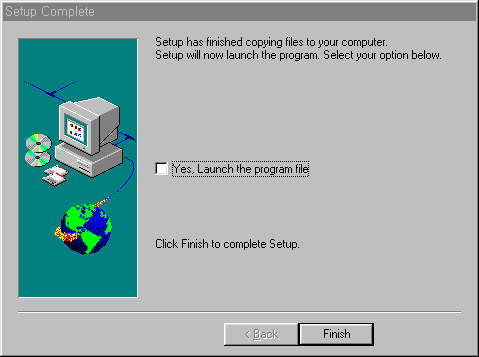 Setup Complete
Setup has finished copying files to your computer.
Setup will now launch the program. Select your option below.
Yes, Launch the program file
Click Finish to complete Setup.
< Back
Finish